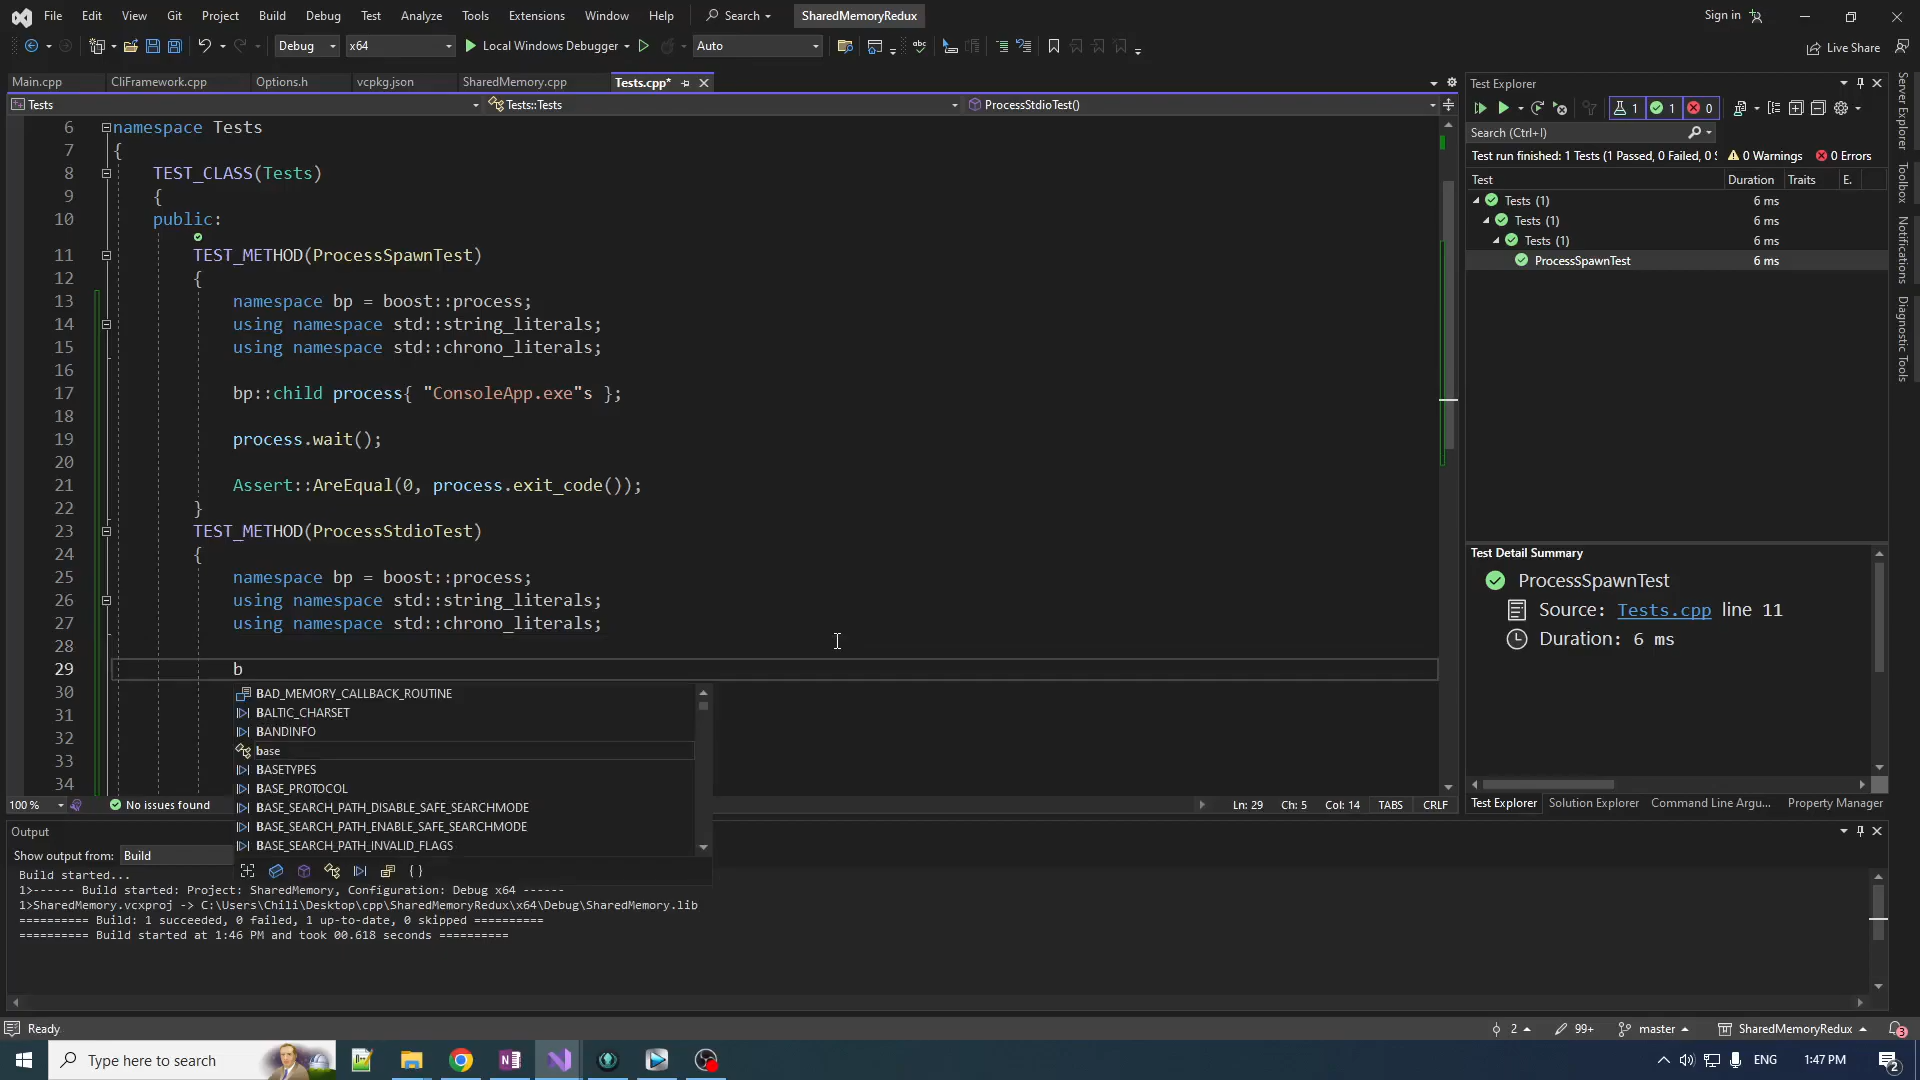 File Edit View Git Project Build Debug Test Analyze Tools Extensions Window Help Search SharedMemoryRedux Sign in
Debug x64 Local Windows Debugger Auto Live Share
Main.cpp CliFramework.cpp Options.h vcpkg.json SharedMemory.cpp Tests.cpp*
Tests Tests::Tests ProcessStdioTest()
6 namespace Tests
7 {
8 TEST_CLASS(Tests)
9 {
10 public:
11 TEST_METHOD(ProcessSpawnTest)
12 {
13 namespace bp = boost::process;
14 using namespace std::string_literals;
15 using namespace std::chrono_literals;
16
17 bp::child process{ "ConsoleApp.exe"s };
18
19 process.wait();
20
21 Assert::AreEqual(0, process.exit_code());
22 }
23 TEST_METHOD(ProcessStdioTest)
24 {
25 namespace bp = boost::process;
26 using namespace std::string_literals;
27 using namespace std::chrono_literals;
28
29 b
30
31
32
33
34
BAD_MEMORY_CALLBACK_ROUTINE
BALTIC_CHARSET
BANDINFO
base
BASETYPES
BASE_PROTOCOL
BASE_SEARCH_PATH_DISABLE_SAFE_SEARCHMODE
BASE_SEARCH_PATH_ENABLE_SAFE_SEARCHMODE
BASE_SEARCH_PATH_INVALID_FLAGS
100 % No issues found Ln: 29 Ch: 5 Col: 14 TABS CRLF
Test Explorer
1 1 0
Search (Ctrl+I)
Test run finished: 1 Tests (1 Passed, 0 Failed, 0 S 0 Warnings 0 Errors
Test Duration Traits E.
Tests (1) 6 ms
Tests (1) 6 ms
Tests (1) 6 ms
ProcessSpawnTest 6 ms
Test Detail Summary
ProcessSpawnTest
Source: Tests.cpp line 11
Duration: 6 ms
Test Explorer Solution Explorer Command Line Argu... Property Manager
Server Explorer
Toolbox
Notifications
Diagnostic Tools
Output
Show output from: Build
Build started...
1>------ Build started: Project: SharedMemory, Configuration: Debug x64 ------
1>SharedMemory.vcxproj -> C:\Users\Chili\Desktop\cpp\SharedMemoryRedux\x64\Debug\SharedMemory.lib
========== Build: 1 succeeded, 0 failed, 1 up-to-date, 0 skipped ==========
========== Build started at 1:46 PM and took 00.618 seconds ==========
Ready 2 99+ master SharedMemoryRedux 3
Type here to search ENG 1:47 PM 2